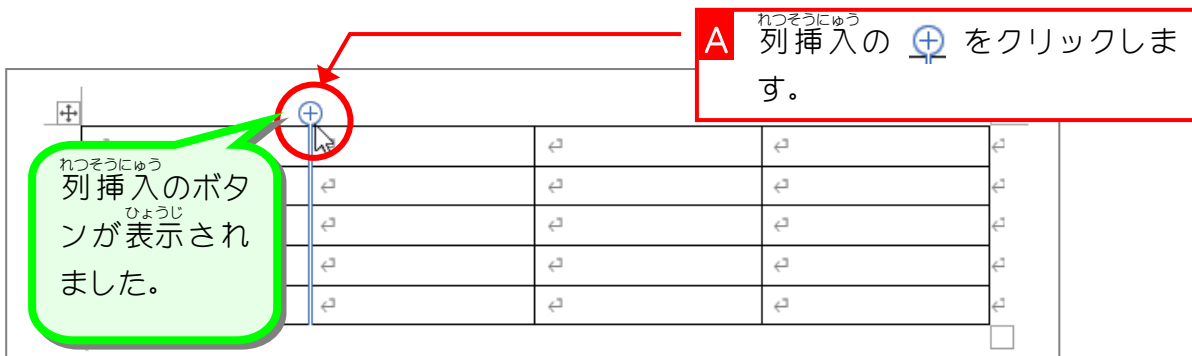 A
れつそうにゅう
列挿入の をクリックしま
す。
れつそうにゅう
列挿入のボタ
ひょうじ
ンが表示され
ました。